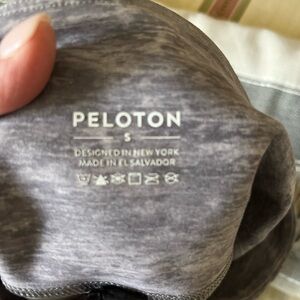 PELOTON
S
DESIGNED IN NEW YORK
MADE IN EL SALVADOR